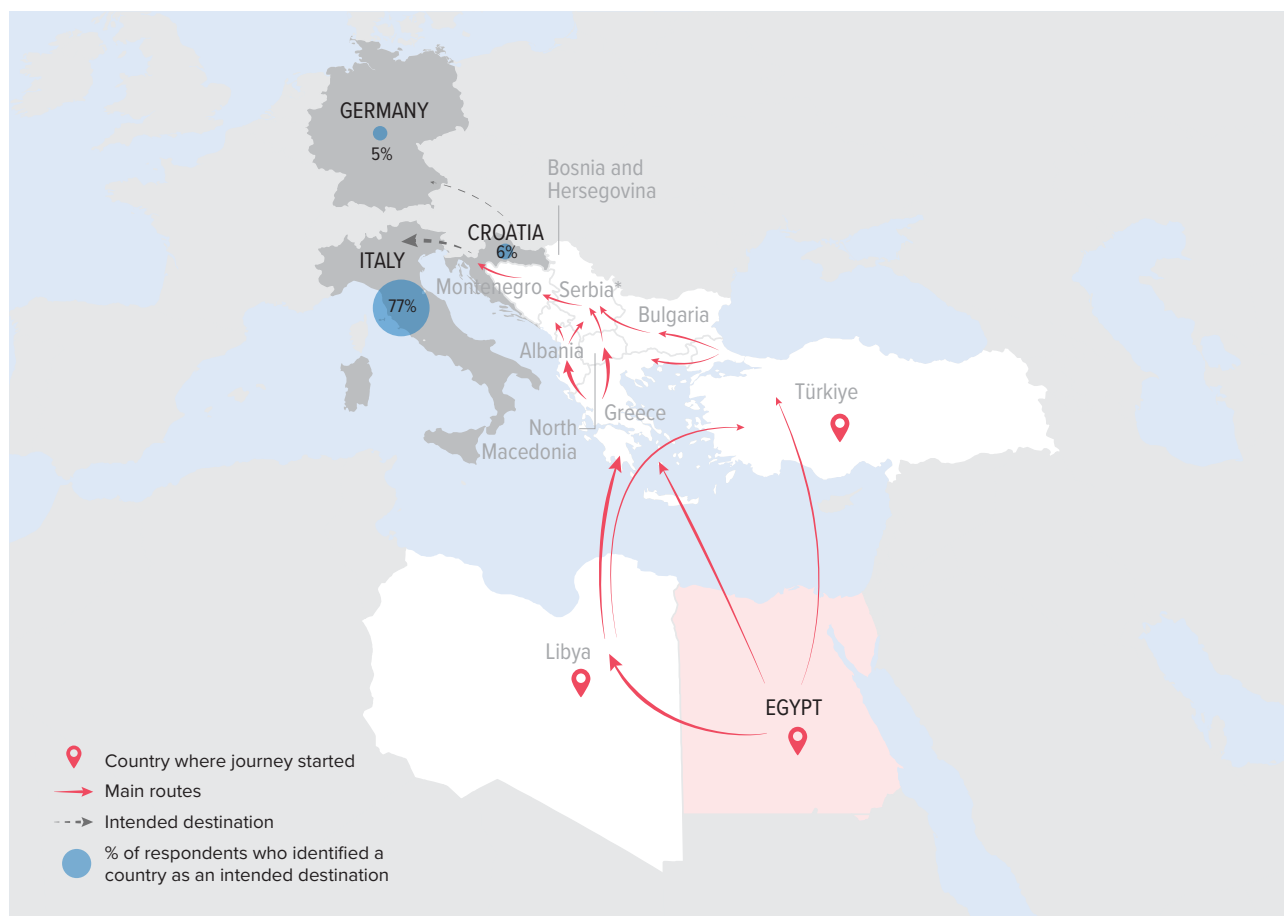 GERMANY
5%
Bosnia and
Hersegovina
CROATIA
6%
ITALY
77%
Montenegro
Serbia*
Bulgaria
Albania
Türkiye
Greece
North
Macedonia
Libya
EGYPT
Country where journey started
Main routes
Intended destination
% of respondents who identified a
country as an intended destination